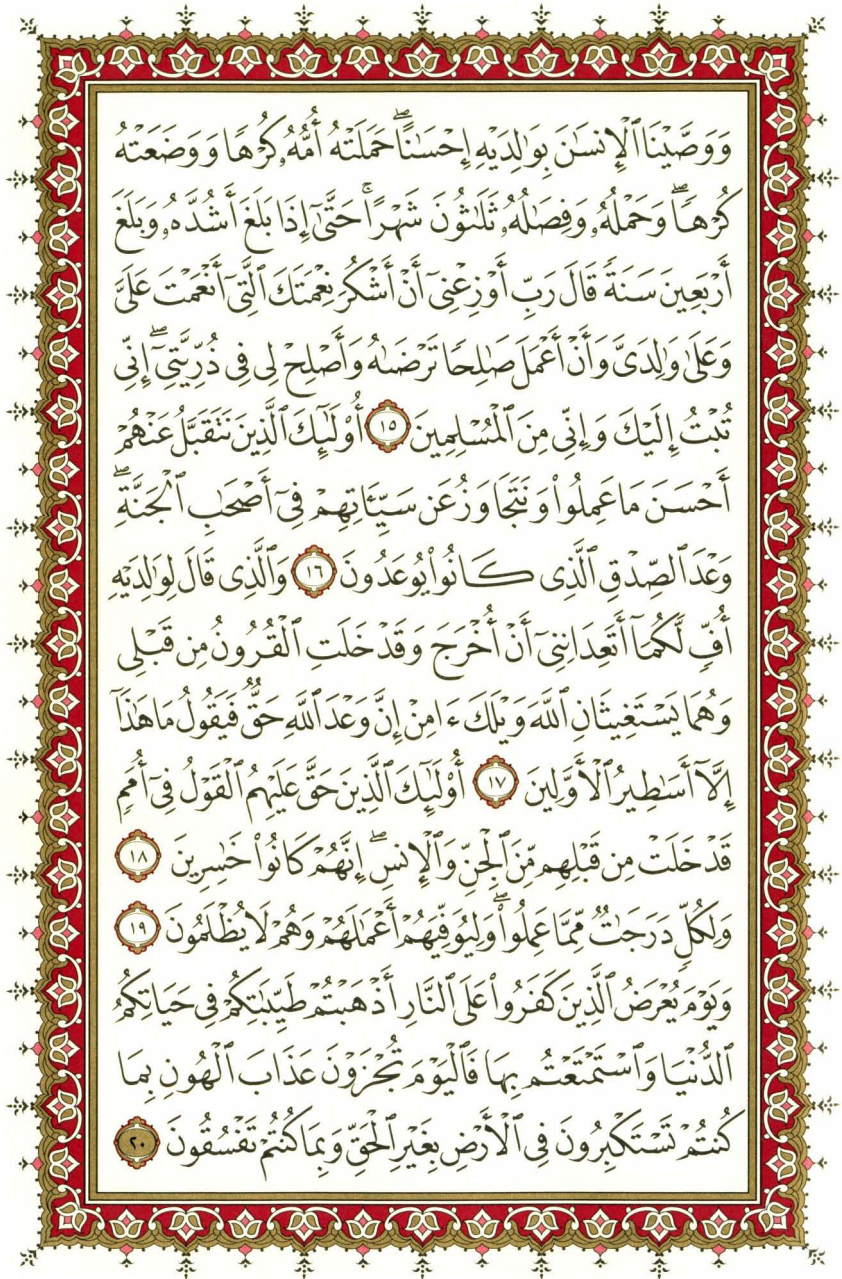 وَوَصَّيْنَا ٱلْإِنسَٰنَ بِوَٰلِدَيْهِ إِحْسَٰنًا ۖ حَمَلَتْهُ أُمُّهُۥ كُرْهًا وَوَضَعَتْهُ
كُرْهًا ۖ وَحَمْلُهُۥ وَفِصَٰلُهُۥ ثَلَٰثُونَ شَهْرًا ۚ حَتَّىٰٓ إِذَا بَلَغَ أَشُدَّهُۥ وَبَلَغَ
أَرْبَعِينَ سَنَةً قَالَ رَبِّ أَوْزِعْنِىٓ أَنْ أَشْكُرَ نِعْمَتَكَ ٱلَّتِىٓ أَنْعَمْتَ عَلَىَّ
وَعَلَىٰ وَٰلِدَىَّ وَأَنْ أَعْمَلَ صَٰلِحًا تَرْضَىٰهُ وَأَصْلِحْ لِى فِى ذُرِّيَّتِىٓ ۖ إِنِّى
تُبْتُ إِلَيْكَ وَإِنِّى مِنَ ٱلْمُسْلِمِينَ ١٥ أُو۟لَٰٓئِكَ ٱلَّذِينَ نَتَقَبَّلُ عَنْهُمْ
أَحْسَنَ مَا عَمِلُوا۟ وَنَتَجَاوَزُ عَن سَيِّـَٔاتِهِمْ فِىٓ أَصْحَٰبِ ٱلْجَنَّةِ ۖ
وَعْدَ ٱلصِّدْقِ ٱلَّذِى كَانُوا۟ يُوعَدُونَ ١٦ وَٱلَّذِى قَالَ لِوَٰلِدَيْهِ
أُفٍّ لَّكُمَآ أَتَعِدَانِنِىٓ أَنْ أُخْرَجَ وَقَدْ خَلَتِ ٱلْقُرُونُ مِن قَبْلِى
وَهُمَا يَسْتَغِيثَانِ ٱللَّهَ وَيْلَكَ ءَامِنْ إِنَّ وَعْدَ ٱللَّهِ حَقٌّ فَيَقُولُ مَا هَٰذَآ
إِلَّآ أَسَٰطِيرُ ٱلْأَوَّلِينَ ١٧ أُو۟لَٰٓئِكَ ٱلَّذِينَ حَقَّ عَلَيْهِمُ ٱلْقَوْلُ فِىٓ أُمَمٍ
قَدْ خَلَتْ مِن قَبْلِهِم مِّنَ ٱلْجِنِّ وَٱلْإِنسِ ۖ إِنَّهُمْ كَانُوا۟ خَٰسِرِينَ ١٨
وَلِكُلٍّ دَرَجَٰتٌ مِّمَّا عَمِلُوا۟ ۖ وَلِيُوَفِّيَهُمْ أَعْمَٰلَهُمْ وَهُمْ لَا يُظْلَمُونَ ١٩
وَيَوْمَ يُعْرَضُ ٱلَّذِينَ كَفَرُوا۟ عَلَى ٱلنَّارِ أَذْهَبْتُمْ طَيِّبَٰتِكُمْ فِى حَيَاتِكُمُ
ٱلدُّنْيَا وَٱسْتَمْتَعْتُم بِهَا فَٱلْيَوْمَ تُجْزَوْنَ عَذَابَ ٱلْهُونِ بِمَا
كُنتُمْ تَسْتَكْبِرُونَ فِى ٱلْأَرْضِ بِغَيْرِ ٱلْحَقِّ وَبِمَا كُنتُمْ تَفْسُقُونَ ٢٠